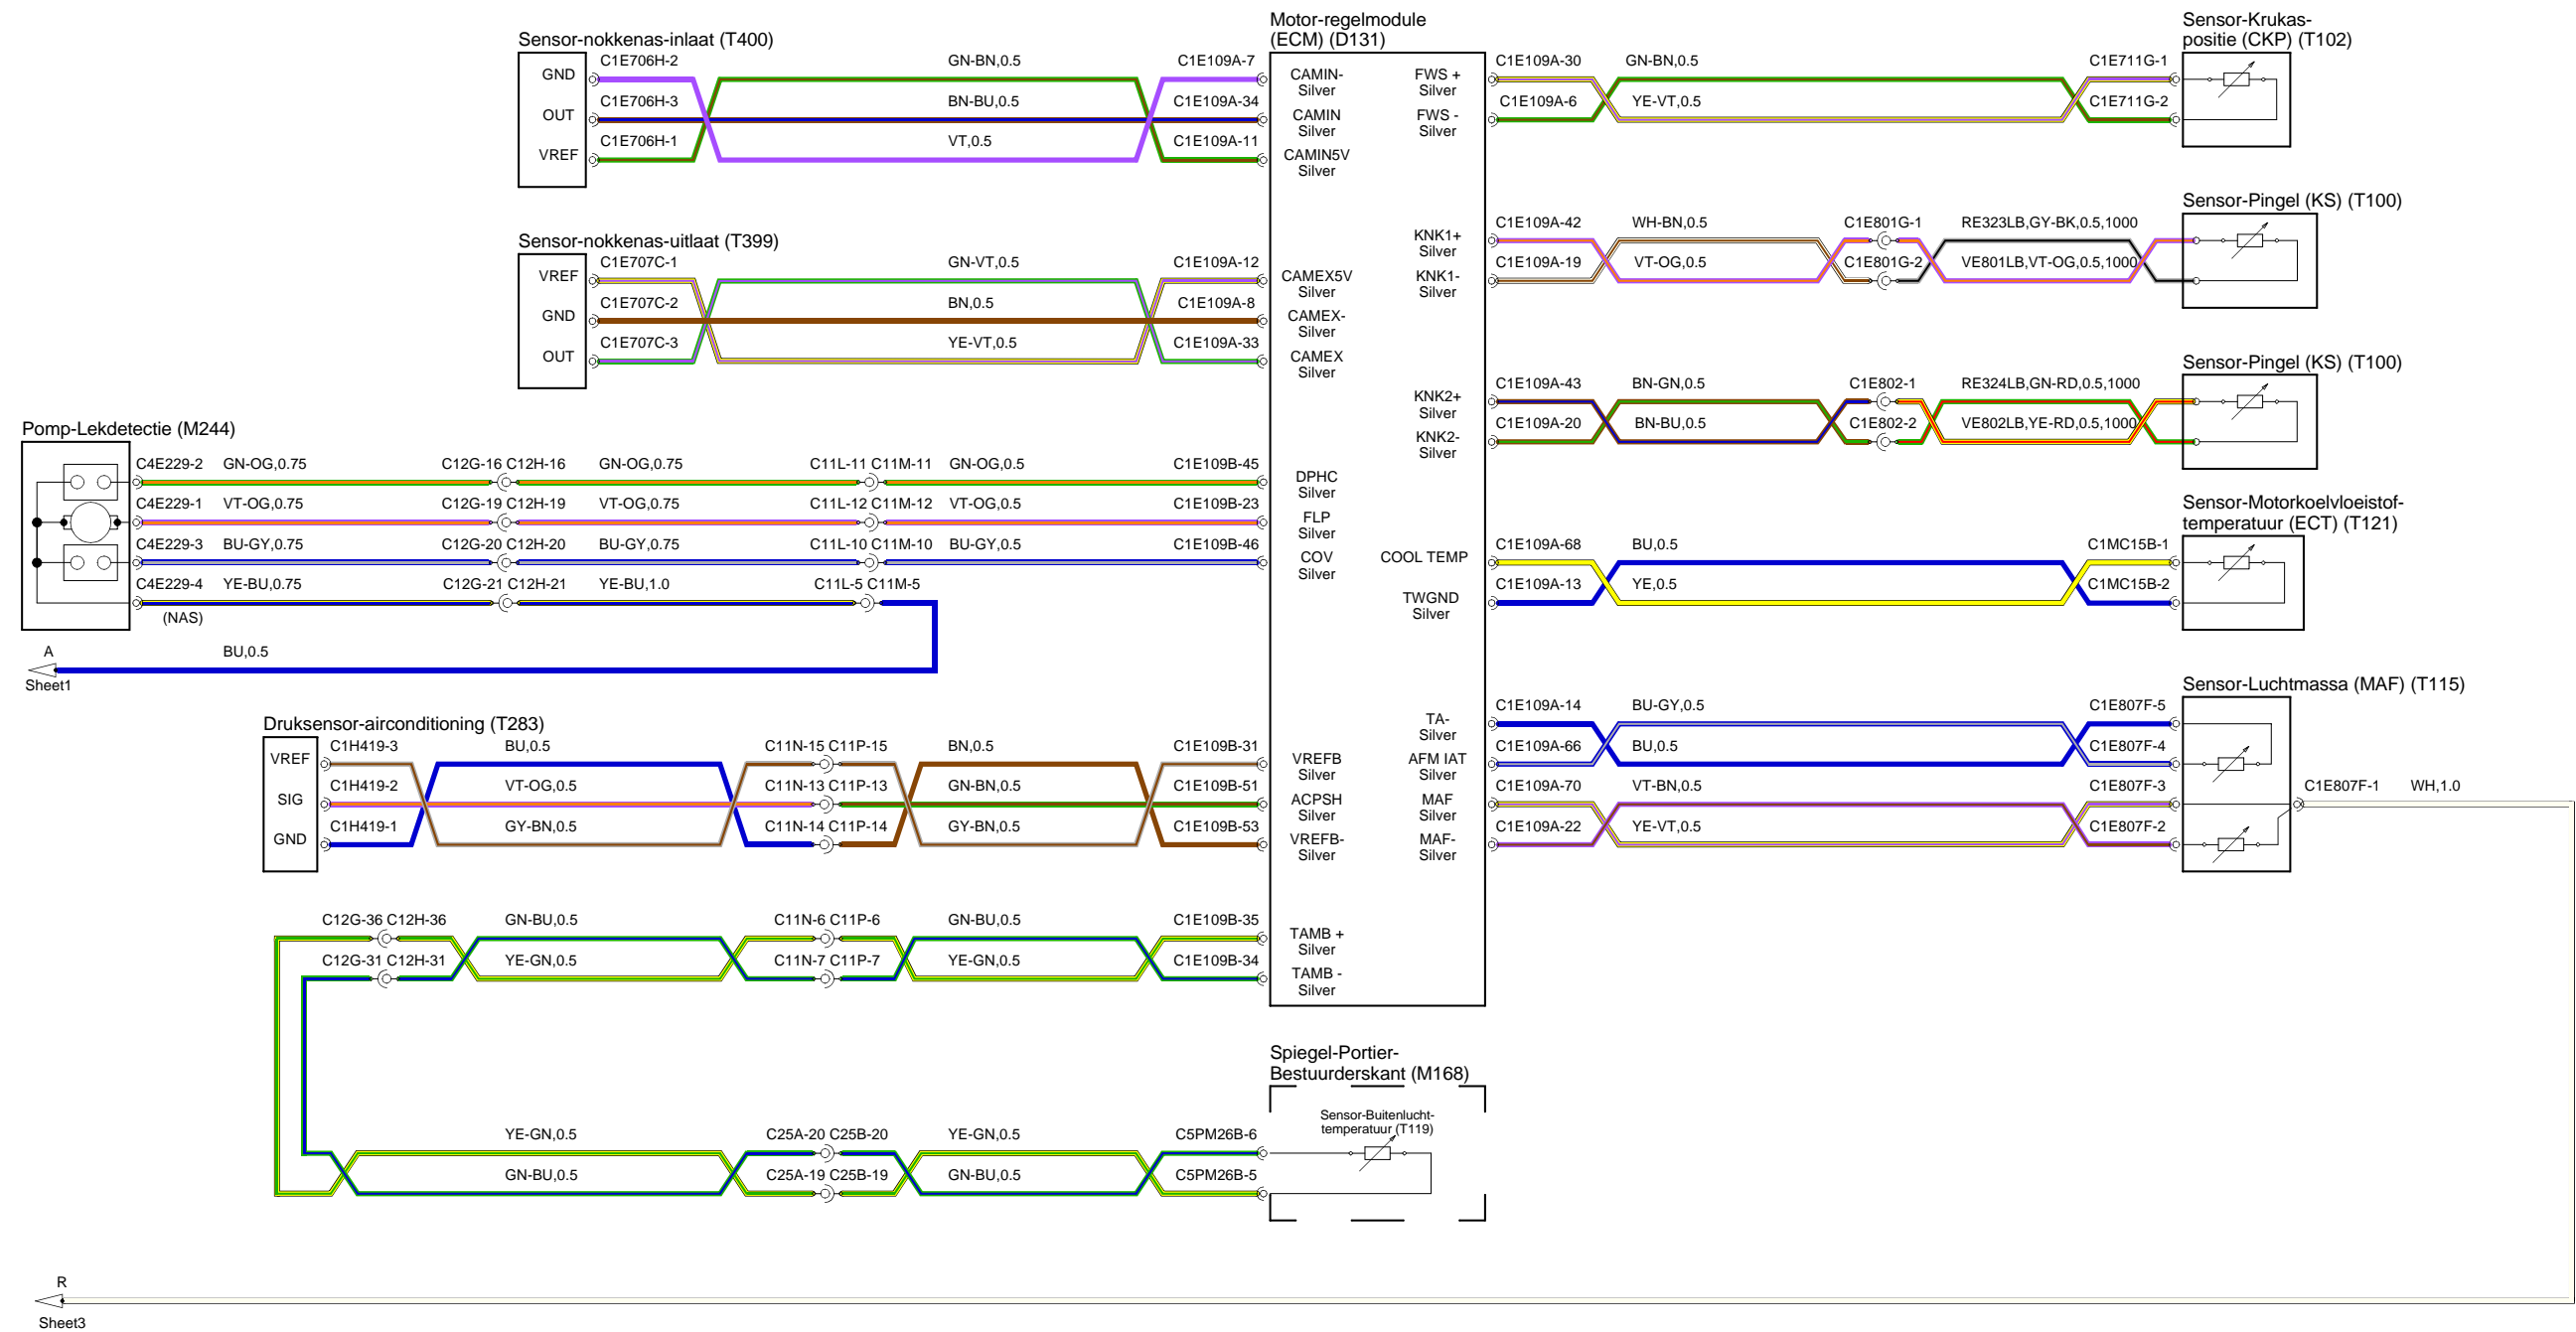 Sensor-nokkenas-inlaat (T400)
GND
OUT
VREF
C1E706H-2
C1E706H-3
C1E706H-1
GN-BN,0.5
BN-BU,0.5
VT,0.5
C1E109A-7
C1E109A-34
C1E109A-11
Sensor-nokkenas-uitlaat (T399)
VREF
GND
OUT
C1E707C-1
C1E707C-2
C1E707C-3
GN-VT,0.5
BN,0.5
YE-VT,0.5
C1E109A-12
C1E109A-8
C1E109A-33
Pomp-Lekdetectie (M244)
C4E229-2 GN-OG,0.75 C12G-16 C12H-16 GN-OG,0.75 C11L-11 C11M-11 GN-OG,0.5 C1E109B-45
C4E229-1 VT-OG,0.75 C12G-19 C12H-19 VT-OG,0.75 C11L-12 C11M-12 VT-OG,0.5 C1E109B-23
C4E229-3 BU-GY,0.75 C12G-20 C12H-20 BU-GY,0.75 C11L-10 C11M-10 BU-GY,0.5 C1E109B-46
C4E229-4 YE-BU,0.75 C12G-21 C12H-21 YE-BU,1.0 C11L-5 C11M-5
(NAS)
A BU,0.5
Sheet1
Druksensor-airconditioning (T283)
VREF
SIG
GND
C1H419-3 BU,0.5 C11N-15 C11P-15 BN,0.5 C1E109B-31
C1H419-2 VT-OG,0.5 C11N-13 C11P-13 GN-BN,0.5 C1E109B-51
C1H419-1 GY-BN,0.5 C11N-14 C11P-14 GY-BN,0.5 C1E109B-53
C12G-36 C12H-36 GN-BU,0.5 C11N-6 C11P-6 GN-BU,0.5 C1E109B-35
C12G-31 C12H-31 YE-GN,0.5 C11N-7 C11P-7 YE-GN,0.5 C1E109B-34
YE-GN,0.5 C25A-20 C25B-20 YE-GN,0.5 C5PM26B-6
GN-BU,0.5 C25A-19 C25B-19 GN-BU,0.5 C5PM26B-5
Motor-regelmodule
(ECM) (D131)
CAMIN-
Silver
CAMIN
Silver
CAMIN5V
Silver
CAMEX5V
Silver
CAMEX-
Silver
CAMEX
Silver
DPHC
Silver
FLP
Silver
COV
Silver
VREFB
Silver
ACPSH
Silver
VREFB-
Silver
TAMB +
Silver
TAMB -
Silver
FWS +
Silver
FWS -
Silver
KNK1+
Silver
KNK1-
Silver
KNK2+
Silver
KNK2-
Silver
COOL TEMP
TWGND
Silver
TA-
Silver
AFM IAT
Silver
MAF
Silver
MAF-
Silver
Spiegel-Portier-
Bestuurderskant (M168)
Sensor-Buitenlucht-
temperatuur (T119)
Sensor-Krukas-
positie (CKP) (T102)
C1E109A-30 GN-BN,0.5 C1E711G-1
C1E109A-6 YE-VT,0.5 C1E711G-2
Sensor-Pingel (KS) (T100)
C1E109A-42 WH-BN,0.5 C1E801G-1 RE323LB,GY-BK,0.5,1000
C1E109A-19 VT-OG,0.5 C1E801G-2 VE801LB,VT-OG,0.5,1000
Sensor-Pingel (KS) (T100)
C1E109A-43 BN-GN,0.5 C1E802-1 RE324LB,GN-RD,0.5,1000
C1E109A-20 BN-BU,0.5 C1E802-2 VE802LB,YE-RD,0.5,1000
Sensor-Motorkoelvloeistof-
temperatuur (ECT) (T121)
C1E109A-68 BU,0.5 C1MC15B-1
C1E109A-13 YE,0.5 C1MC15B-2
Sensor-Luchtmassa (MAF) (T115)
C1E109A-14 BU-GY,0.5 C1E807F-5
C1E109A-66 BU,0.5 C1E807F-4
C1E109A-70 VT-BN,0.5 C1E807F-3
C1E109A-22 YE-VT,0.5 C1E807F-2
C1E807F-1 WH,1.0
R
Sheet3